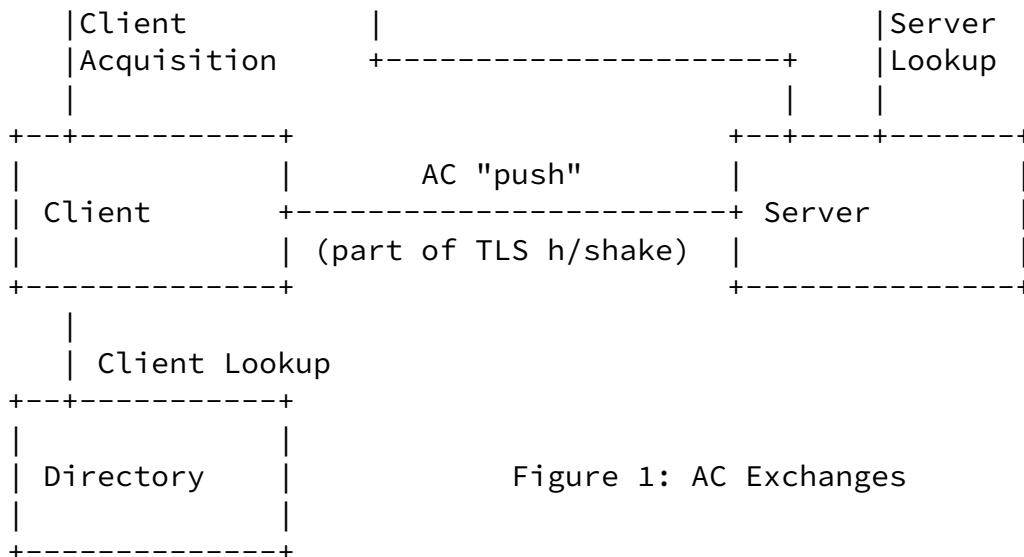 Client Server
Acquisition Lookup
AC "push"
Client Server
(part of TLS h/shake)
Client Lookup
Directory Figure 1: AC Exchanges